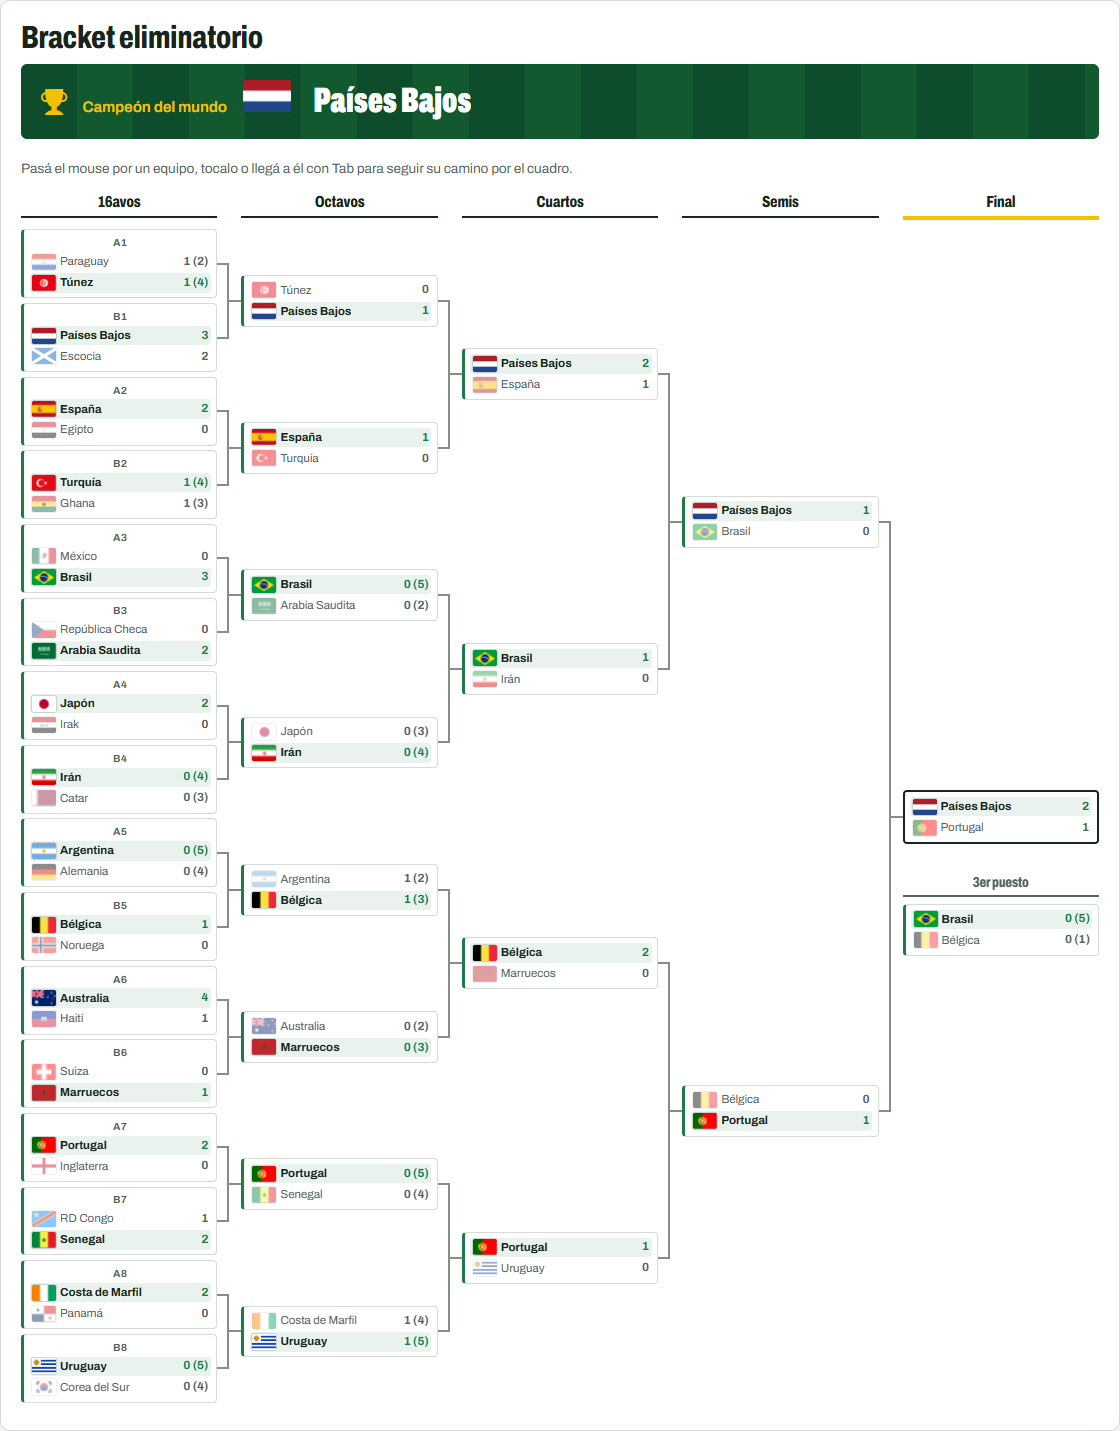 Bracket eliminatorio
Campeón del mundo Países Bajos
Pasá el mouse por un equipo, tocalo o llegá a él con Tab para seguir su camino por el cuadro.
16avos
A1
Paraguay 1 (2)
Túnez 1 (4)
B1
Países Bajos 3
Escocia 2
A2
España 2
Egipto 0
B2
Turquía 1 (4)
Ghana 1 (3)
A3
México 0
Brasil 3
B3
República Checa 0
Arabia Saudita 2
A4
Japón 2
Irak 0
B4
Irán 0 (4)
Catar 0 (3)
A5
Argentina 0 (5)
Alemania 0 (4)
B5
Bélgica 1
Noruega 0
A6
Australia 4
Haití 1
B6
Suiza 0
Marruecos 1
A7
Portugal 2
Inglaterra 0
B7
RD Congo 1
Senegal 2
A8
Costa de Marfil 2
Panamá 0
B8
Uruguay 0 (5)
Corea del Sur 0 (4)
Octavos
Túnez 0
Países Bajos 1
España 1
Turquía 0
Brasil 0 (5)
Arabia Saudita 0 (2)
Japón 0 (3)
Irán 0 (4)
Argentina 1 (2)
Bélgica 1 (3)
Australia 0 (2)
Marruecos 0 (3)
Portugal 0 (5)
Senegal 0 (4)
Costa de Marfil 1 (4)
Uruguay 1 (5)
Cuartos
Países Bajos 2
España 1
Brasil 1
Irán 0
Bélgica 2
Marruecos 0
Portugal 1
Uruguay 0
Semis
Países Bajos 1
Brasil 0
Bélgica 0
Portugal 1
Final
Países Bajos 2
Portugal 1
3er puesto
Brasil 0 (5)
Bélgica 0 (1)